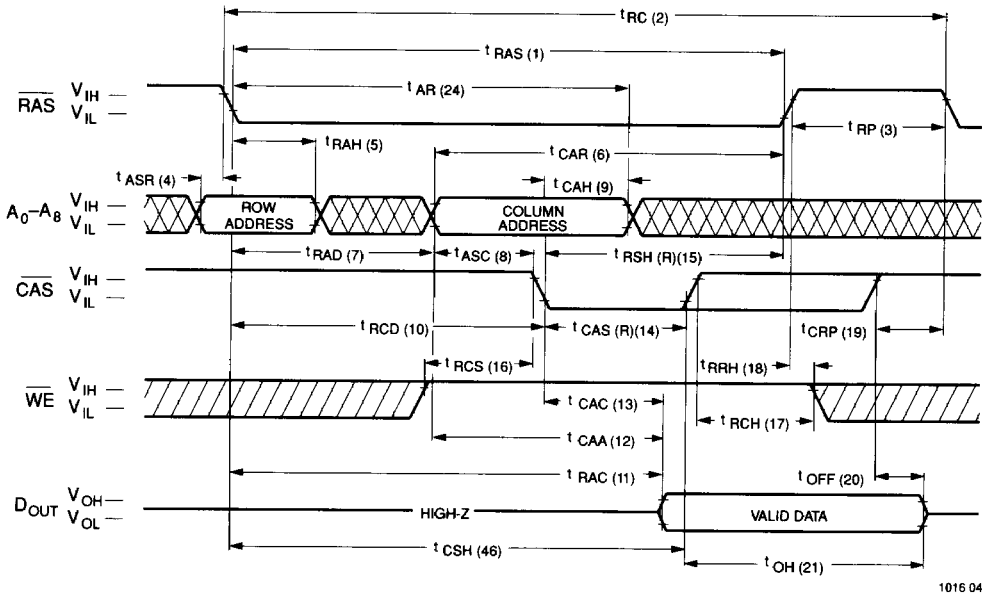 t RC (2)
t RAS (1)
t AR (24)
RAS V IH
V IL
t RP (3)
t RAH (5)
t CAR (6)
t ASR (4)
t CAH (9)
A0–A8 V IH
V IL
ROW ADDRESS
COLUMN ADDRESS
t RAD (7)
t ASC (8)
t RSH (R)(15)
CAS V IH
V IL
t RCD (10)
t CAS (R)(14)
t CRP (19)
t RCS (16)
t RRH (18)
WE V IH
V IL
t CAC (13)
t RCH (17)
t CAA (12)
t RAC (11)
t OFF (20)
DOUT V OH
V OL
HIGH-Z
VALID DATA
t CSH (46)
t OH (21)
1016 04